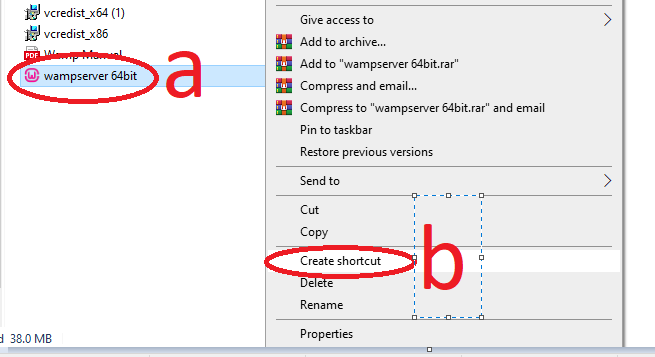 vcredist_x64 (1)
vcredist_x86
PDF Wamp Manual
wampserver 64bit
a
Give access to
Add to archive...
Add to "wampserver 64bit.rar"
Compress and email...
Compress to "wampserver 64bit.rar" and email
Pin to taskbar
Restore previous versions
Send to
Cut
Copy
Create shortcut
b
Delete
Rename
Properties
d 38.0 MB